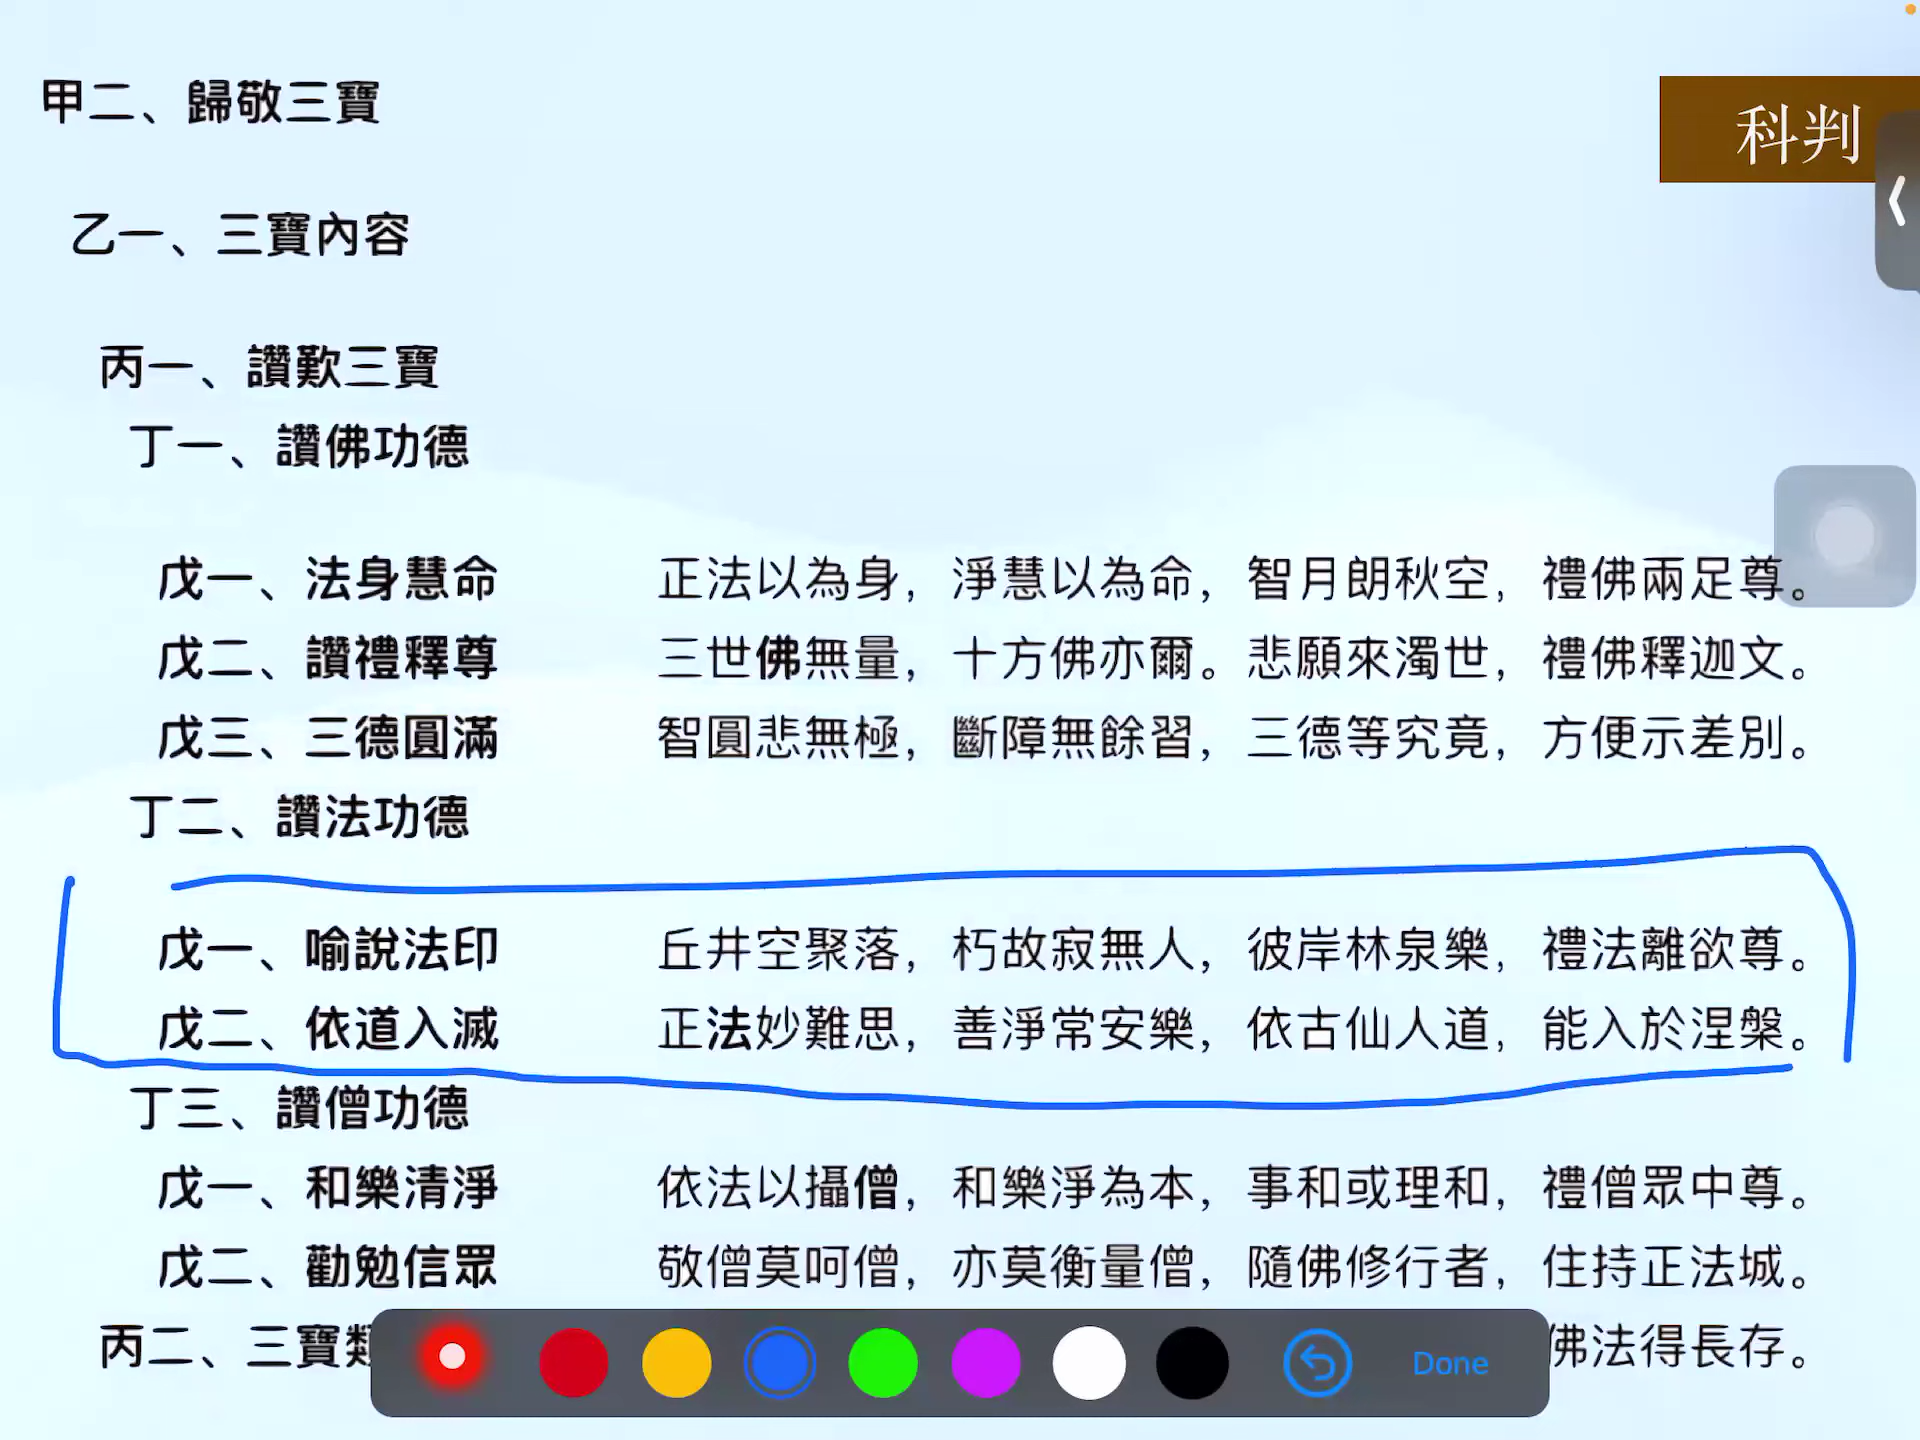 甲二、歸敬三寶
科判
乙一、三寶內容
丙一、讚歎三寶
丁一、讚佛功德
戊一、法身慧命 正法以為身，淨慧以為命，智月朗秋空，禮佛兩足尊。
戊二、讚禮釋尊 三世佛無量，十方佛亦爾。悲願來濁世，禮佛釋迦文。
戊三、三德圓滿 智圓悲無極，斷障無餘習，三德等究竟，方便示差別。
丁二、讚法功德
戊一、喻說法印 丘井空聚落，朽故寂無人，彼岸林泉樂，禮法離欲尊。
戊二、依道入滅 正法妙難思，善淨常安樂，依古仙人道，能入於涅槃。
丁三、讚僧功德
戊一、和樂清淨 依法以攝僧，和樂淨為本，事和或理和，禮僧眾中尊。
戊二、勸勉信眾 敬僧莫呵僧，亦莫衡量僧，隨佛修行者，住持正法城。
丙二、三寶類 佛法得長存。
Done